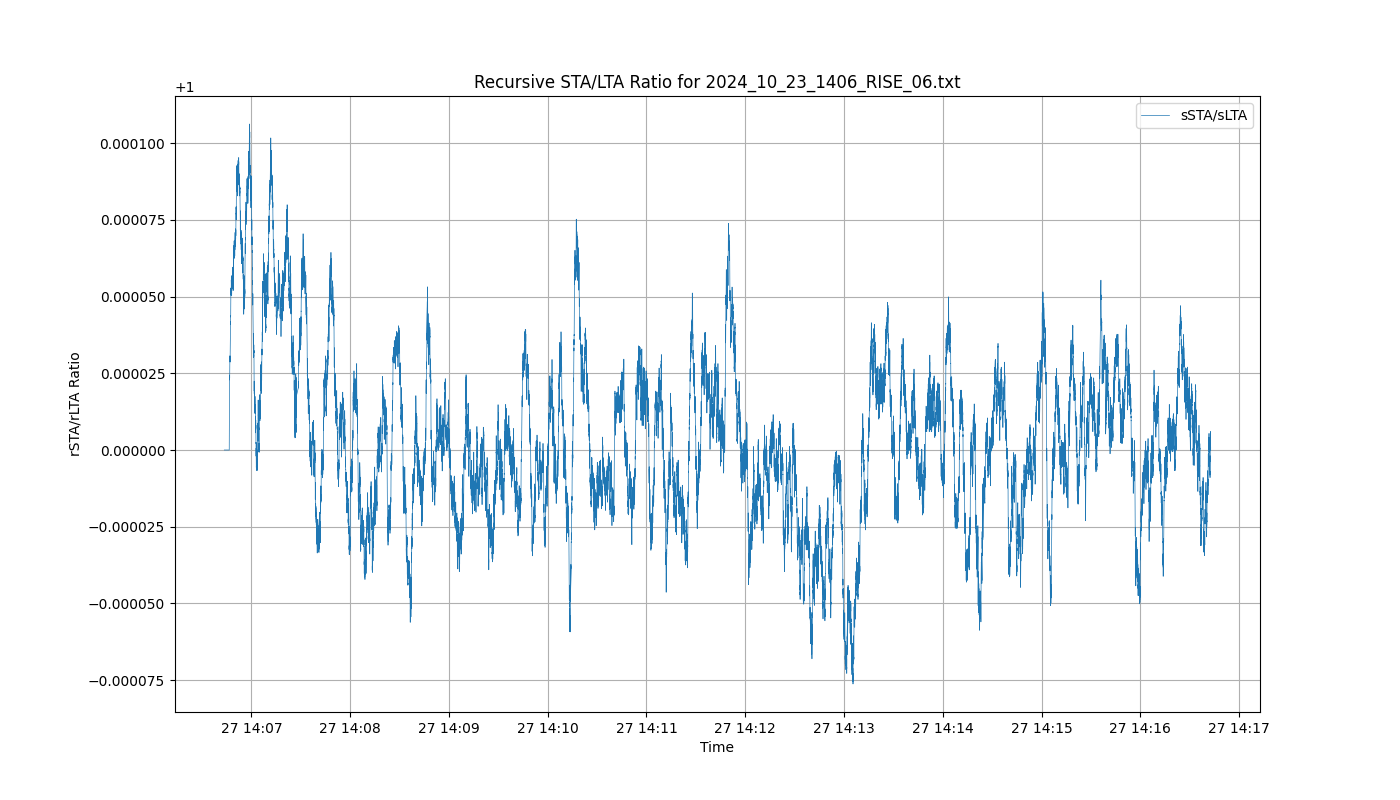 Recursive STA/LTA Ratio for 2024_10_23_1406_RISE_06.txt
+1
sSTA/sLTA
0.000100
0.000075
0.000050
0.000025
0.000000
−0.000025
−0.000050
−0.000075
rSTA/rLTA Ratio
27 14:07 27 14:08 27 14:09 27 14:10 27 14:11 27 14:12 27 14:13 27 14:14 27 14:15 27 14:16 27 14:17
Time